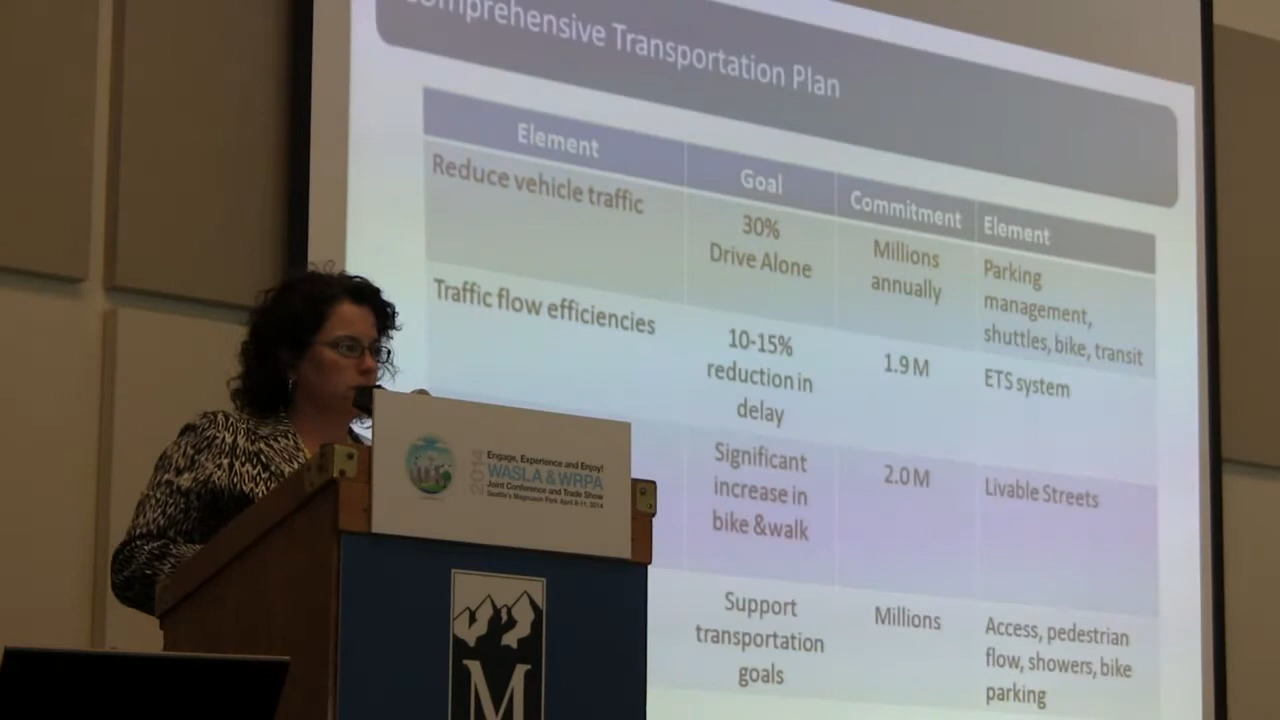 Comprehensive Transportation Plan
Element
Goal
Commitment
Element
Reduce vehicle traffic
30%
Drive Alone
Millions
annually
Parking
management,
shuttles, bike, transit
Traffic flow efficiencies
10-15%
reduction in
delay
1.9 M
ETS system
Significant
increase in
bike &walk
2.0 M
Livable Streets
Support
transportation
goals
Millions
Access, pedestrian
flow, showers, bike
parking
2014
Engage, Experience and Enjoy!
WASLA & WRPA
Joint Conference and Trade Show
Seattle's Magnuson Park April 8-11, 2014
M